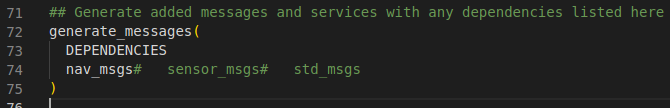 71 ## Generate added messages and services with any dependencies listed here
72 generate_messages(
73   DEPENDENCIES
74   nav_msgs#   sensor_msgs#   std_msgs
75 )
76